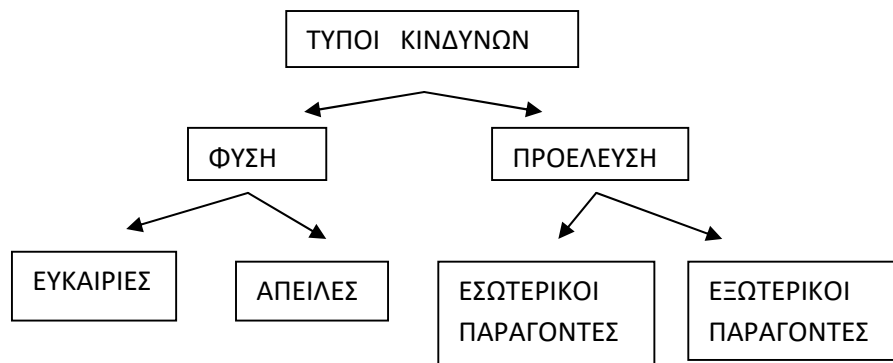 ΤΥΠΟΙ ΚΙΝΔΥΝΩΝ
ΦΥΣΗ
ΠΡΟΕΛΕΥΣΗ
ΕΥΚΑΙΡΙΕΣ
ΑΠΕΙΛΕΣ
ΕΣΩΤΕΡΙΚΟΙ
ΠΑΡΑΓΟΝΤΕΣ
ΕΞΩΤΕΡΙΚΟΙ
ΠΑΡΑΓΟΝΤΕΣ